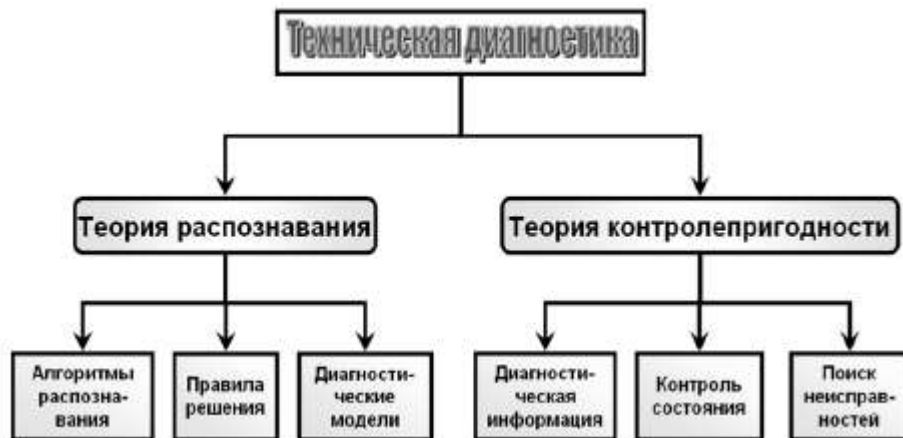 Техническая диагностика
Теория распознавания
Теория контролепригодности
Алгоритмы
распозна-
вания
Правила
решения
Диагности-
ческие
модели
Диагности-
ческая
информация
Контроль
состояния
Поиск
неисправ-
ностей